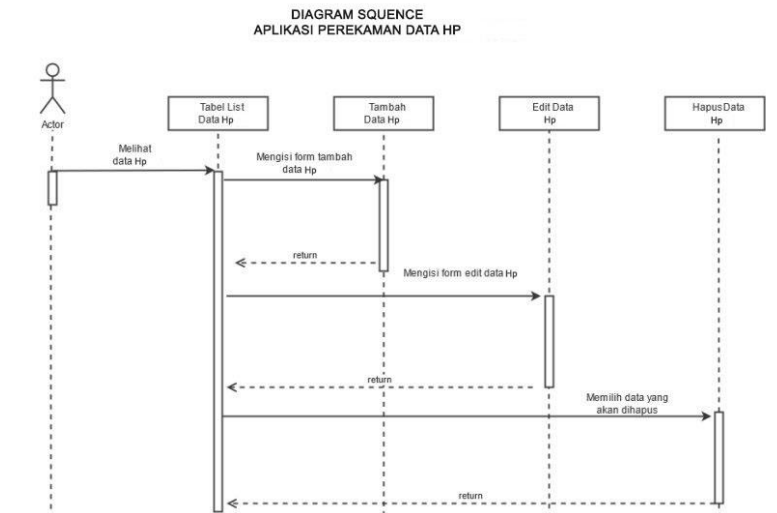 DIAGRAM SQUENCE
APLIKASI PEREKAMAN DATA HP
Actor
Tabel List
Data Hp
Tambah
Data Hp
Edit Data
Hp
Hapus Data
Hp
Melihat
data Hp
Mengisi form tambah
data Hp
return
Mengisi form edit data Hp
return
Memilih data yang
akan dihapus
return